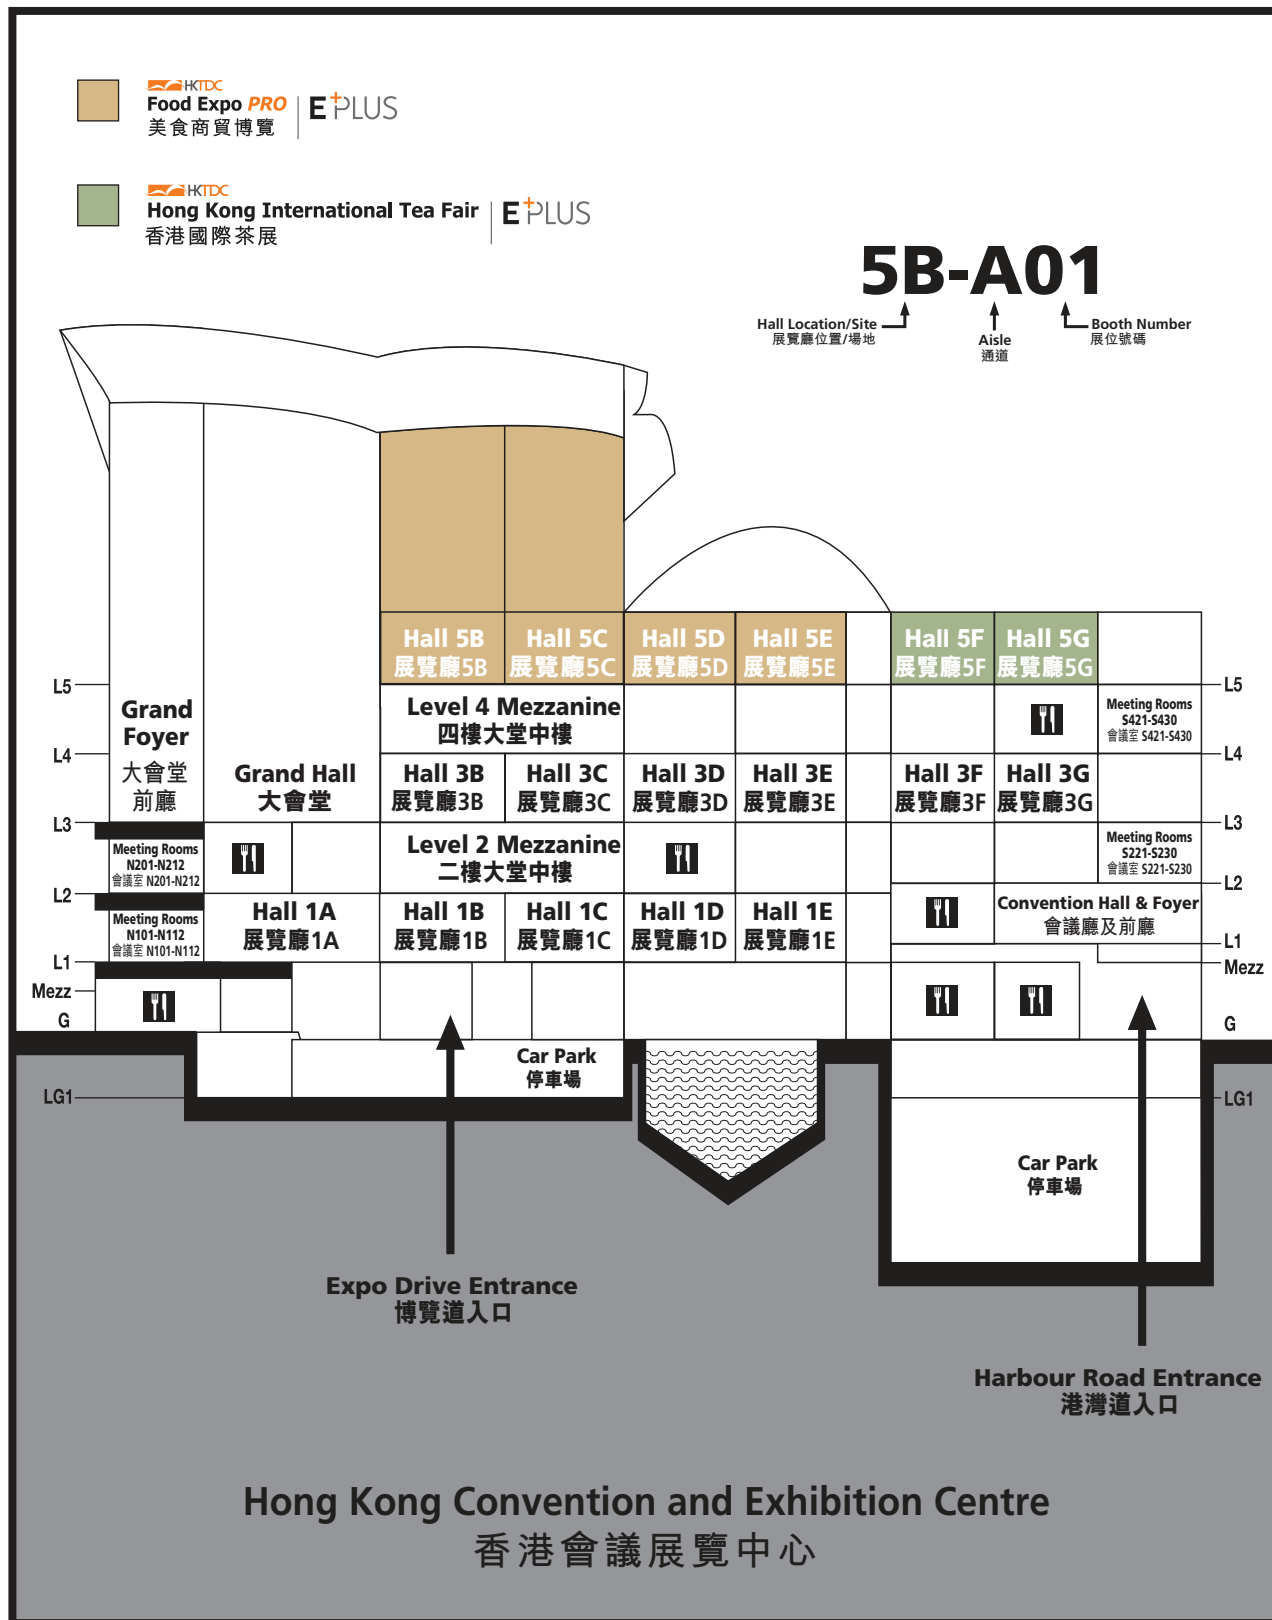 HKTDC
Food Expo PRO
美食商貿博覽
E+PLUS
HKTDC
Hong Kong International Tea Fair
香港國際茶展
E+PLUS
5B-A01
Hall Location/Site
展覽廳位置/場地
Aisle
通道
Booth Number
展位號碼
Hall 5B
展覽廳5B
Hall 5C
展覽廳5C
Hall 5D
展覽廳5D
Hall 5E
展覽廳5E
Hall 5F
展覽廳5F
Hall 5G
展覽廳5G
L5
L5
Grand
Foyer
大會堂
前廳
Level 4 Mezzanine
四樓大堂中樓
Meeting Rooms
S421-S430
會議室 S421-S430
L4
L4
Grand Hall
大會堂
Hall 3B
展覽廳3B
Hall 3C
展覽廳3C
Hall 3D
展覽廳3D
Hall 3E
展覽廳3E
Hall 3F
展覽廳3F
Hall 3G
展覽廳3G
L3
L3
Meeting Rooms
N201-N212
會議室 N201-N212
Level 2 Mezzanine
二樓大堂中樓
Meeting Rooms
S221-S230
會議室 S221-S230
L2
L2
Meeting Rooms
N101-N112
會議室 N101-N112
Hall 1A
展覽廳1A
Hall 1B
展覽廳1B
Hall 1C
展覽廳1C
Hall 1D
展覽廳1D
Hall 1E
展覽廳1E
Convention Hall & Foyer
會議廳及前廳
L1
L1
Mezz
Mezz
G
G
Car Park
停車場
LG1
LG1
Car Park
停車場
Expo Drive Entrance
博覽道入口
Harbour Road Entrance
港灣道入口
Hong Kong Convention and Exhibition Centre
香港會議展覽中心